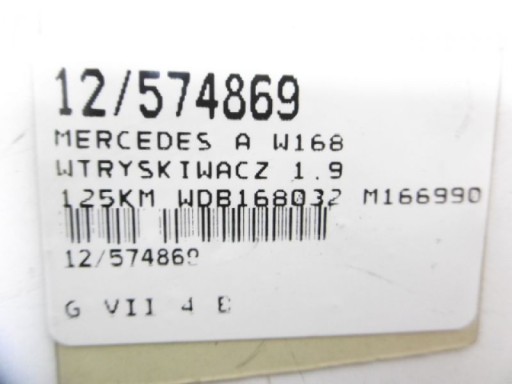 12/574869
MERCEDES A W168
WTRYSKIWACZ 1.9
125KM WDB168032 M166990
12/574869
G VII 4 E